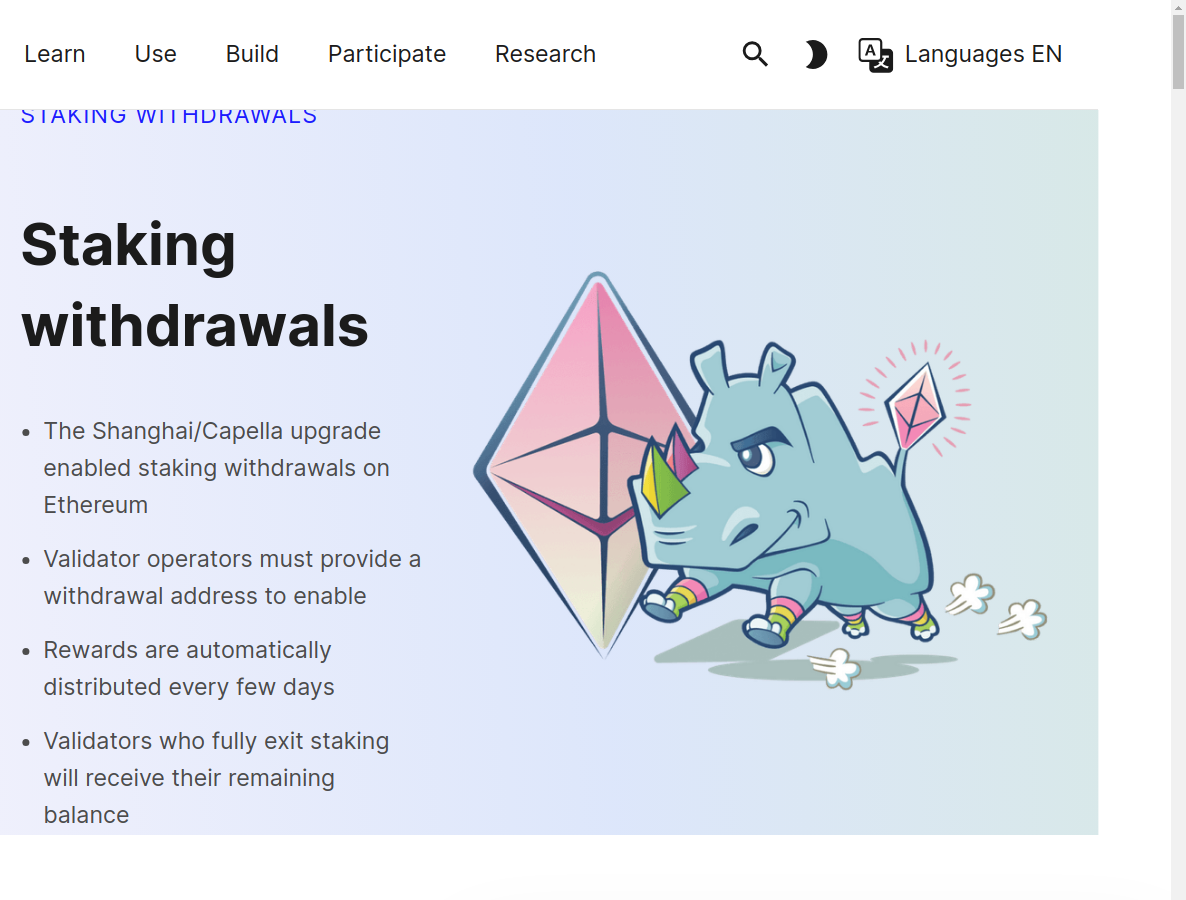 Learn Use Build Participate Research Languages EN
STAKING WITHDRAWALS
Staking
withdrawals
• The Shanghai/Capella upgrade
enabled staking withdrawals on
Ethereum
• Validator operators must provide a
withdrawal address to enable
• Rewards are automatically
distributed every few days
• Validators who fully exit staking
will receive their remaining
balance